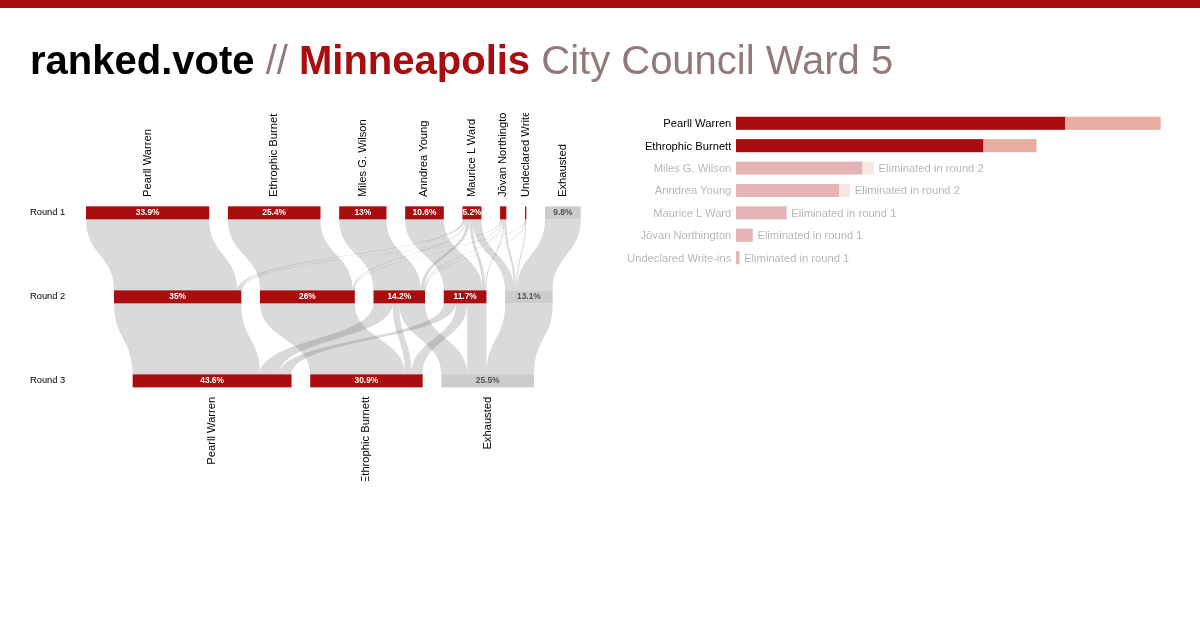 ranked.vote // Minneapolis City Council Ward 5
Pearll Warren
Ethrophic Burnet
Miles G. Wilson
Anndrea Young
Maurice L Ward
Jōvan Northingto
Undeclared Write
Exhausted
Round 1
33.9%
25.4%
13%
10.6%
5.2%
9.8%
Round 2
35%
26%
14.2%
11.7%
13.1%
Round 3
43.6%
30.9%
25.5%
Pearll Warren
Ethrophic Burnett
Exhausted
Pearll Warren
Ethrophic Burnett
Miles G. Wilson Eliminated in round 2
Anndrea Young Eliminated in round 2
Maurice L Ward Eliminated in round 1
Jōvan Northington Eliminated in round 1
Undeclared Write-ins Eliminated in round 1